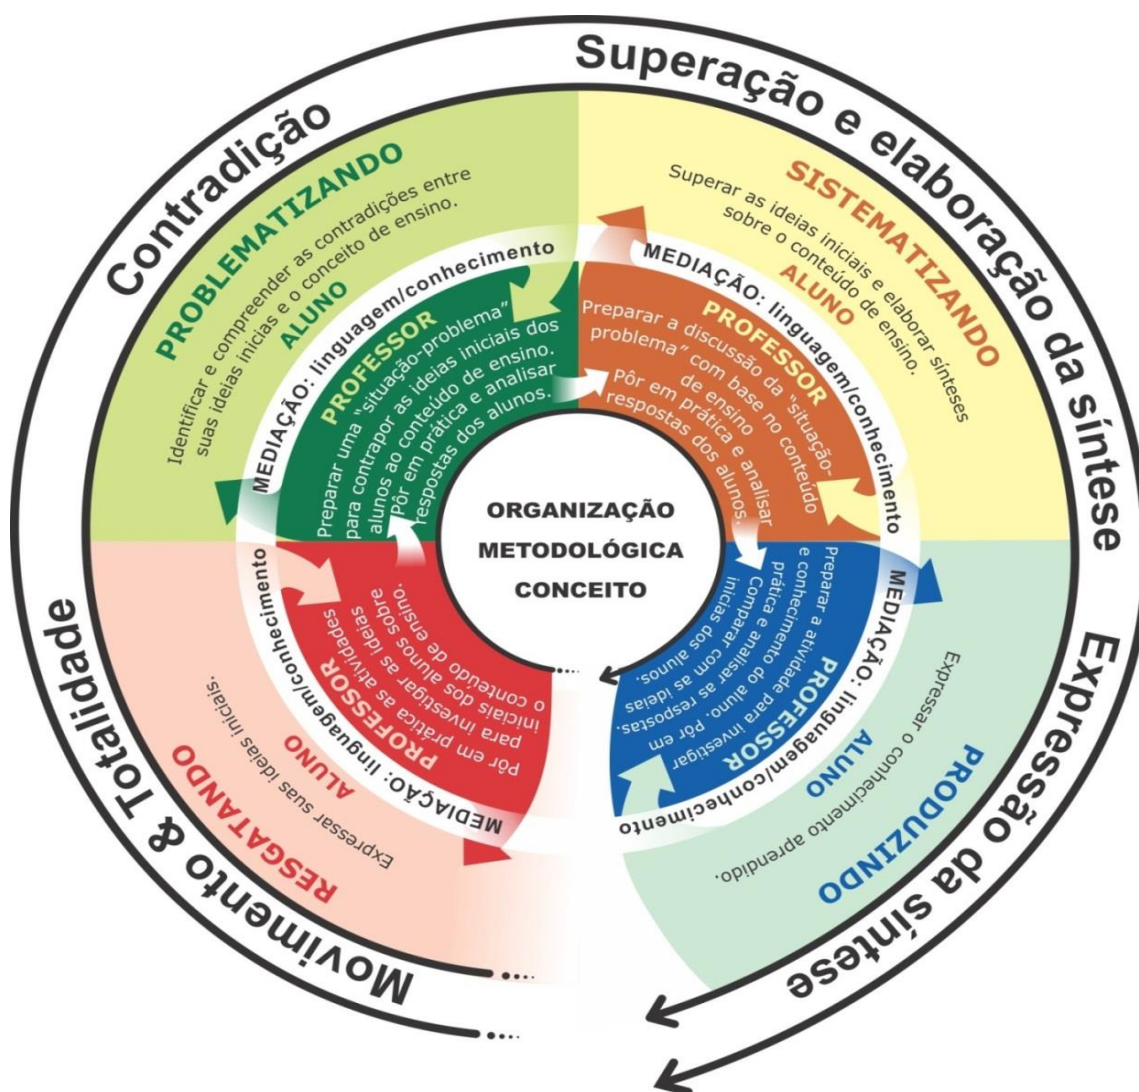 ORGANIZAÇÃO
METODOLÓGICA
CONCEITO
Movimento & Totalidade
RESGATANDO
Expressar suas ideias iniciais.
ALUNO
MEDIAÇÃO: linguagem/conhecimento
PROFESSOR
Pôr em prática as atividades
para investigar as ideias
iniciais dos alunos sobre
o conteúdo de ensino.
Contradição
PROBLEMATIZANDO
Identificar e compreender as contradições entre
suas ideias inicias e o conceito de ensino.
ALUNO
MEDIAÇÃO: linguagem/conhecimento
PROFESSOR
Preparar uma “situação-problema”
para contrapor as ideias iniciais dos
alunos ao conteúdo de ensino.
Pôr em prática e analisar
respostas dos alunos.
Superação e elaboração da síntese
SISTEMATIZANDO
Superar as ideias iniciais e elaborar sínteses
sobre o conteúdo de ensino.
ALUNO
MEDIAÇÃO: linguagem/conhecimento
PROFESSOR
Preparar a discussão da “situação-
problema” com base no conteúdo
de ensino
Pôr em prática e analisar
respostas dos alunos.
Expressão da síntese
PRODUZINDO
Expressar o conhecimento aprendido.
ALUNO
MEDIAÇÃO: linguagem/conhecimento
PROFESSOR
Preparar a atividade para investigar
e conhecimento do aluno. Pôr em
prática e analisar as respostas.
Comparar com as ideias
inicias dos alunos.